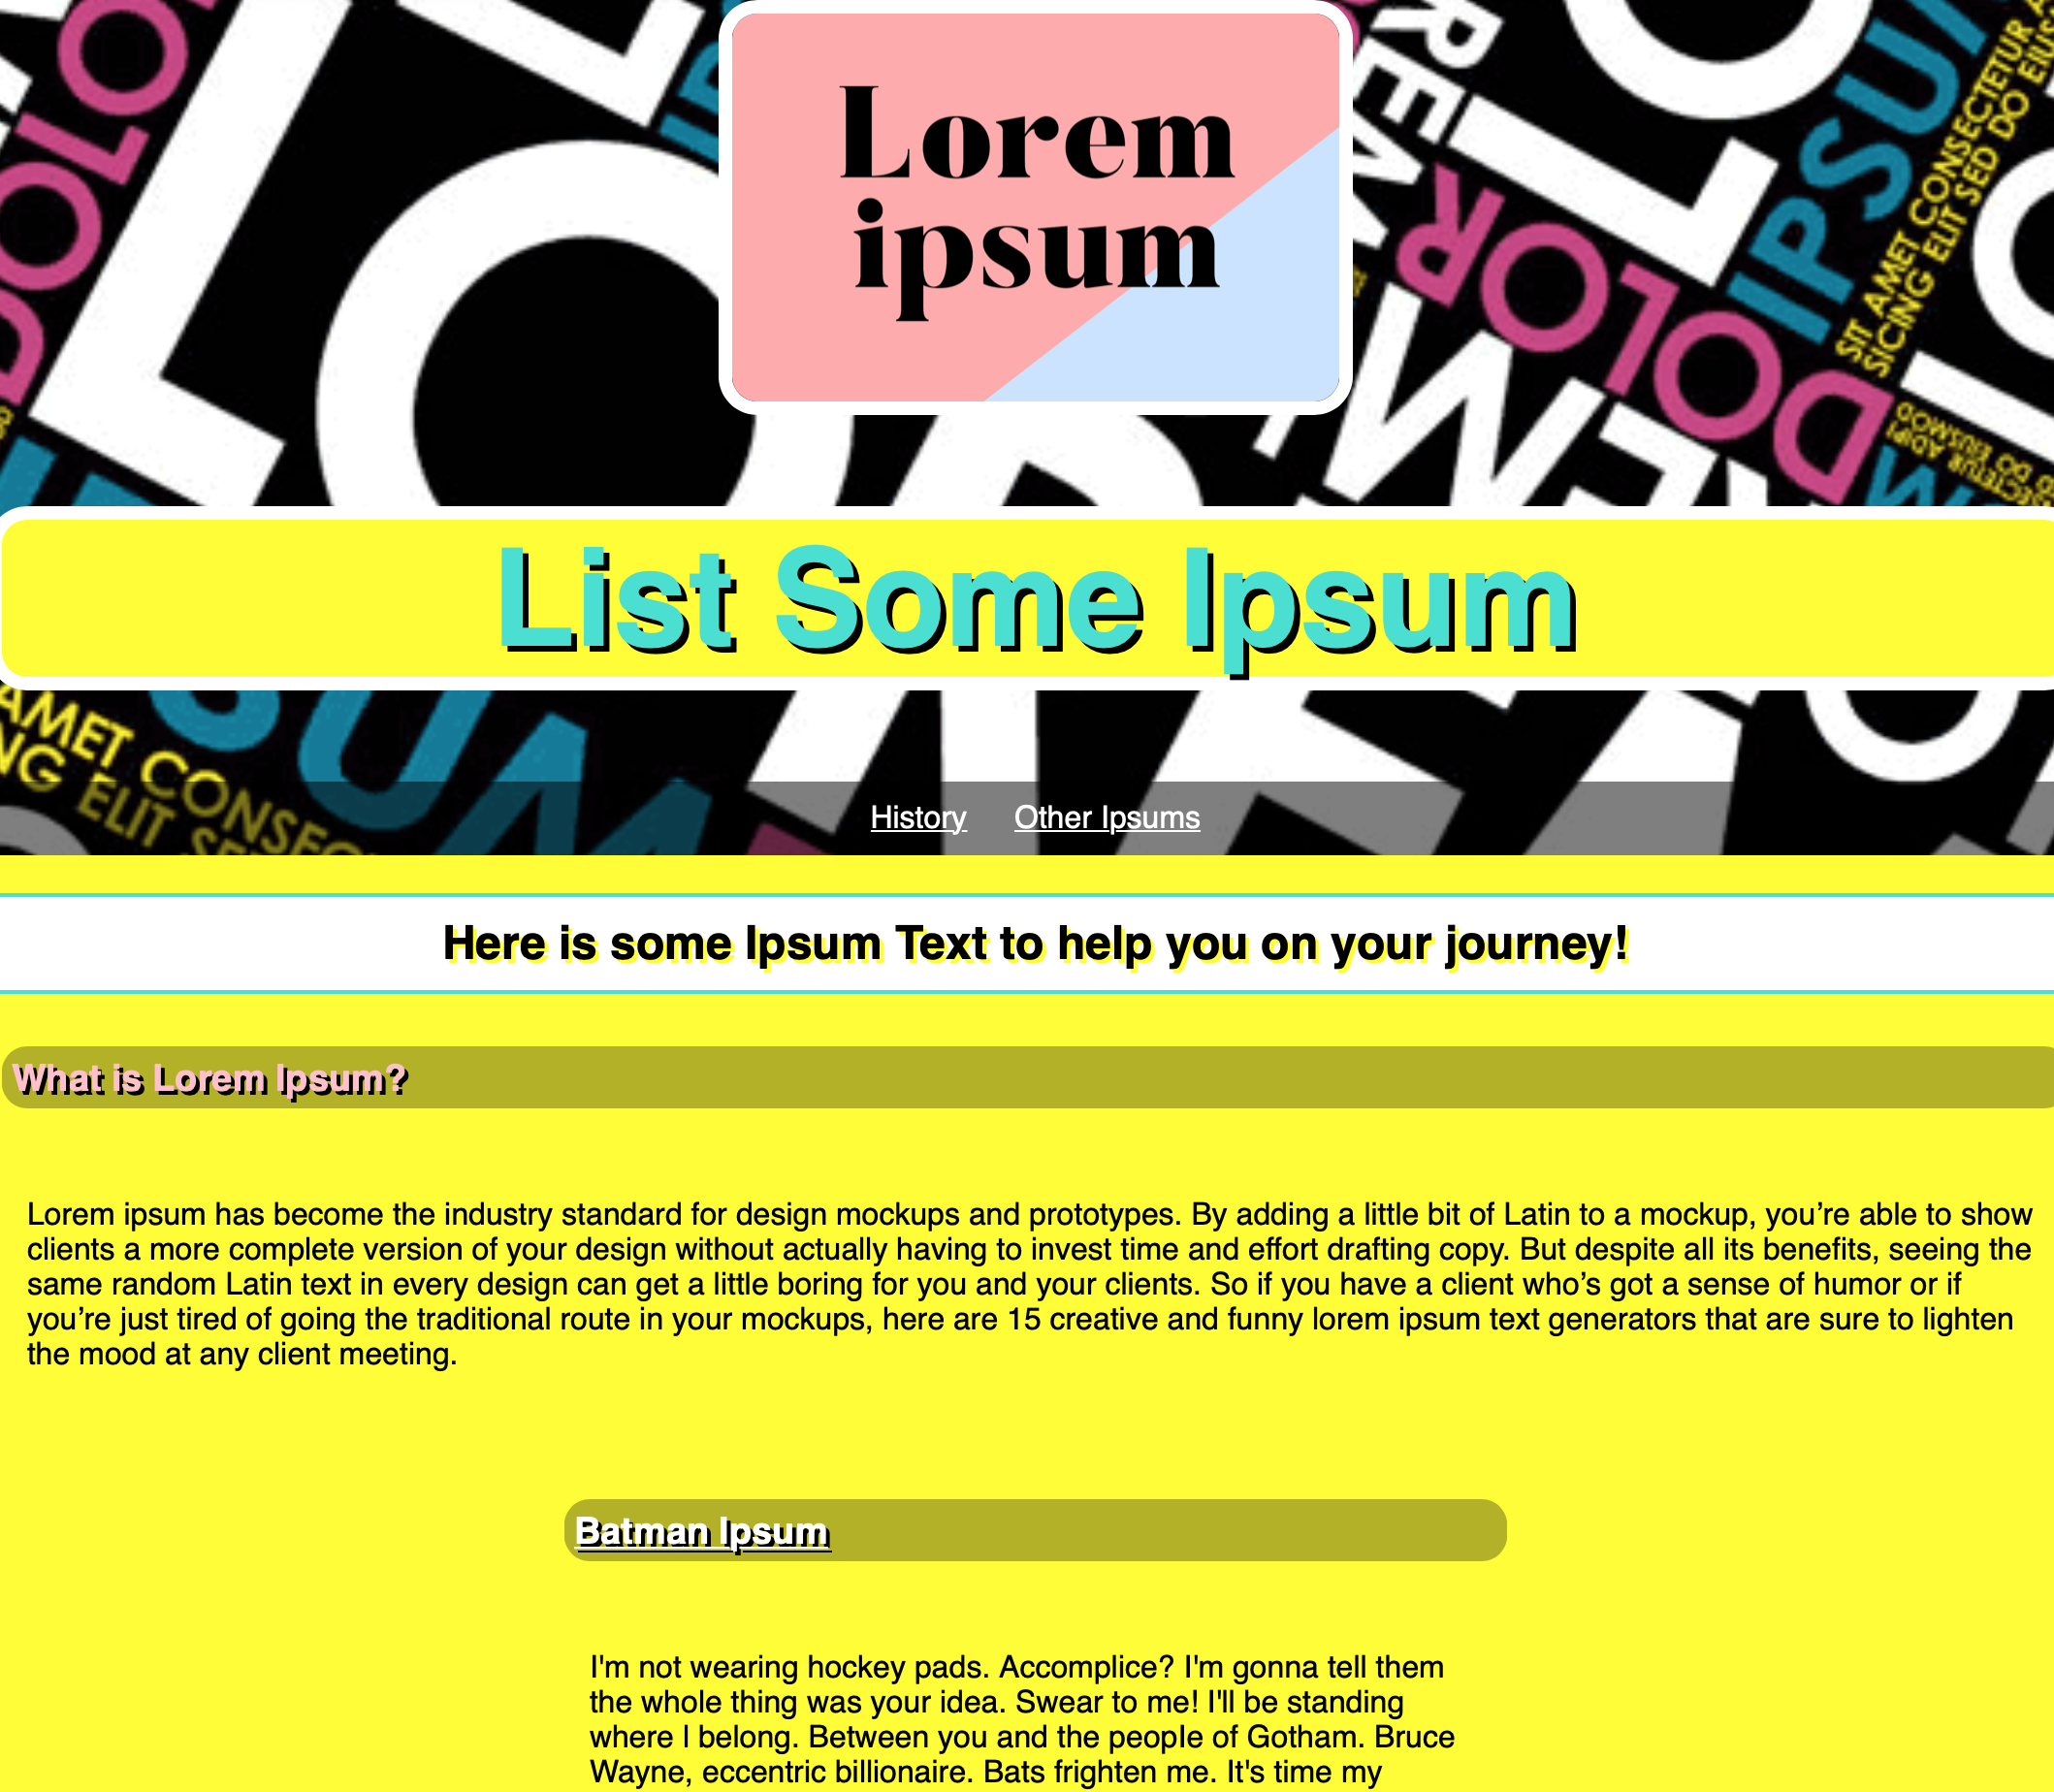 DOLO
LO
IP
REM
IPSUM
SIT AMET CONSECTETUR A
SICING ELIT SED DO EIUS
DOLOR
DOLO
Lorem
ipsum
List Some Ipsum
SUM
AMET CONSEC
NG ELIT SE
History Other Ipsums
Here is some Ipsum Text to help you on your journey!
What is Lorem Ipsum?
Lorem ipsum has become the industry standard for design mockups and prototypes. By adding a little bit of Latin to a mockup, you’re able to show
clients a more complete version of your design without actually having to invest time and effort drafting copy. But despite all its benefits, seeing the
same random Latin text in every design can get a little boring for you and your clients. So if you have a client who’s got a sense of humor or if
you’re just tired of going the traditional route in your mockups, here are 15 creative and funny lorem ipsum text generators that are sure to lighten
the mood at any client meeting.
Batman Ipsum
I'm not wearing hockey pads. Accomplice? I'm gonna tell them
the whole thing was your idea. Swear to me! I'll be standing
where I belong. Between you and the people of Gotham. Bruce
Wayne, eccentric billionaire. Bats frighten me. It's time my